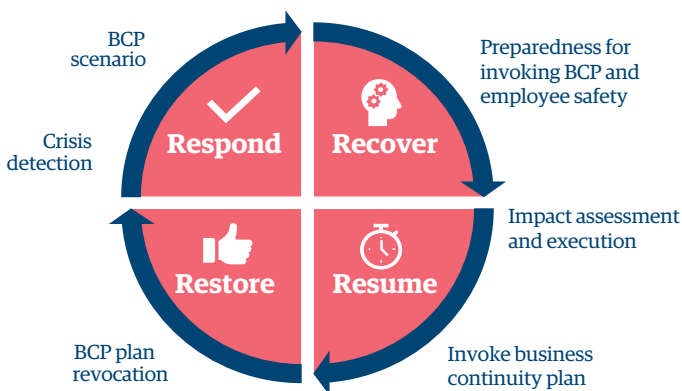 BCP
scenario
Crisis
detection
Respond
Recover
Preparedness for
invoking BCP and
employee safety
Impact assessment
and execution
Restore
Resume
BCP plan
revocation
Invoke business
continuity plan